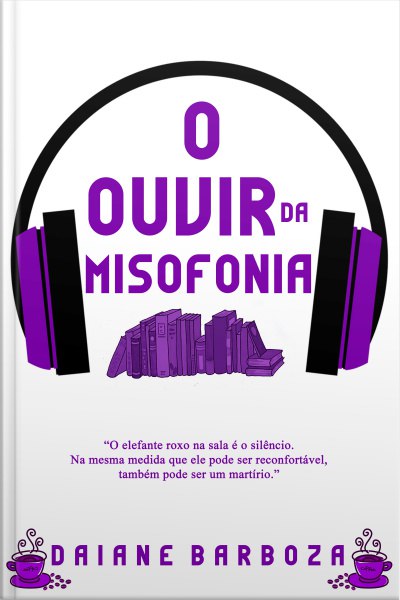 O
OUVIR DA
MISOFONIA
“O elefante roxo na sala é o silêncio.
Na mesma medida que ele pode ser reconfortável,
também pode ser um martírio.”
DAIANE BARBOZA